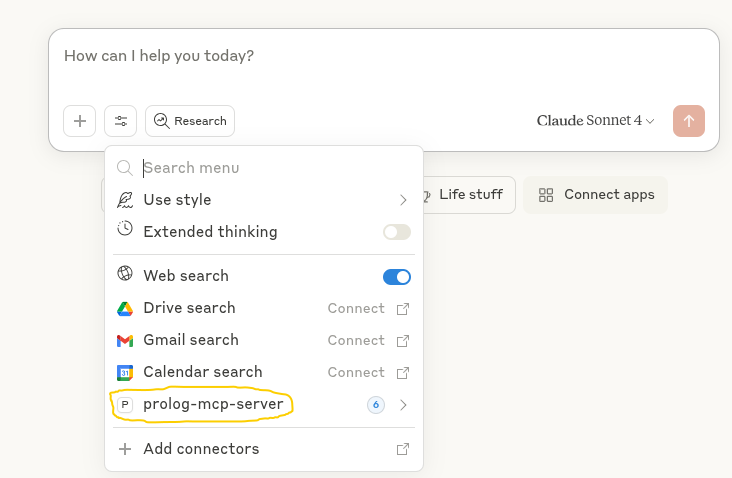 How can I help you today?
Research
Claude Sonnet 4
Search menu
Use style
Life stuff
Connect apps
Extended thinking
Web search
Drive search Connect
Gmail search Connect
31 Calendar search Connect
P prolog-mcp-server 6
Add connectors